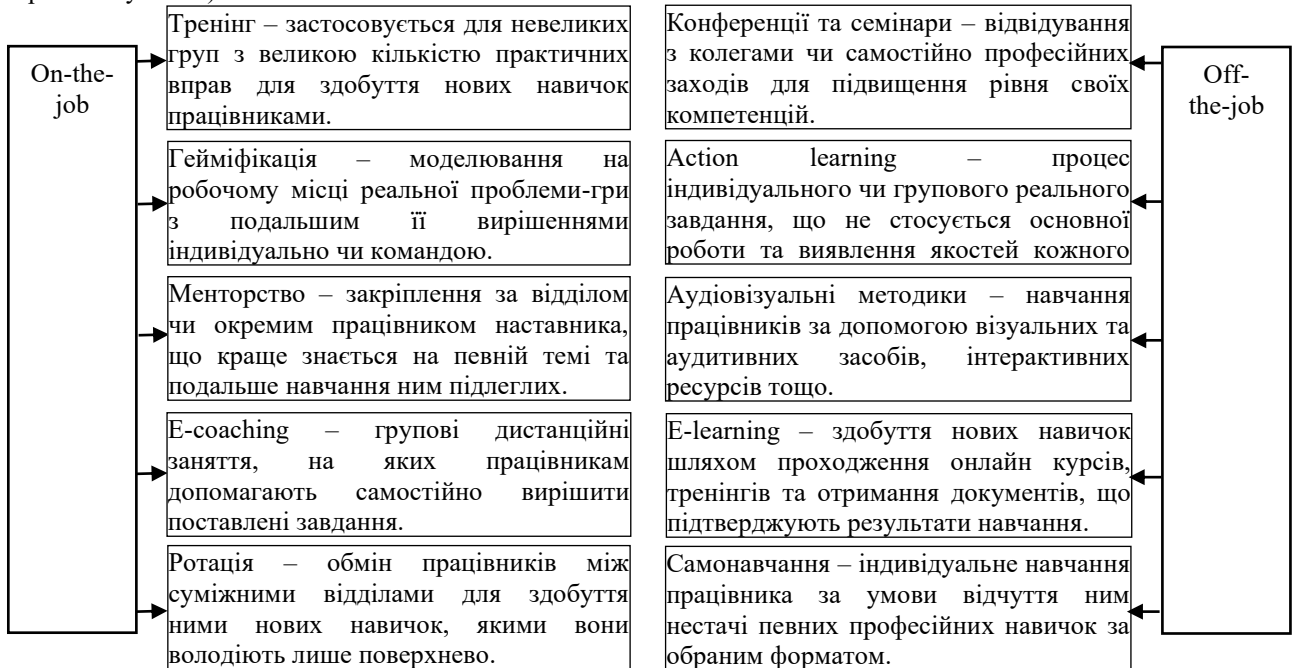 On-the-
job
Тренінг – застосовується для невеликих
груп з великою кількістю практичних
вправ для здобуття нових навичок
працівниками.
Гейміфікація – моделювання на
робочому місці реальної проблеми-гри
з подальшим її вирішеннями
індивідуально чи командою.
Менторство – закріплення за відділом
чи окремим працівником наставника,
що краще знається на певній темі та
подальше навчання ним підлеглих.
E-coaching – групові дистанційні
заняття, на яких працівникам
допомагають самостійно вирішити
поставлені завдання.
Ротація – обмін працівників між
суміжними відділами для здобуття
ними нових навичок, якими вони
володіють лише поверхнево.
Конференції та семінари – відвідування
з колегами чи самостійно професійних
заходів для підвищення рівня своїх
компетенцій.
Action learning – процес
індивідуального чи групового реального
завдання, що не стосується основної
роботи та виявлення якостей кожного
Аудіовізуальні методики – навчання
працівників за допомогою візуальних та
аудитивних засобів, інтерактивних
ресурсів тощо.
E-learning – здобуття нових навичок
шляхом проходження онлайн курсів,
тренінгів та отримання документів, що
підтверджують результати навчання.
Самонавчання – індивідуальне навчання
працівника за умови відчуття ним
нестачі певних професійних навичок за
обраним форматом.
Off-
the-job